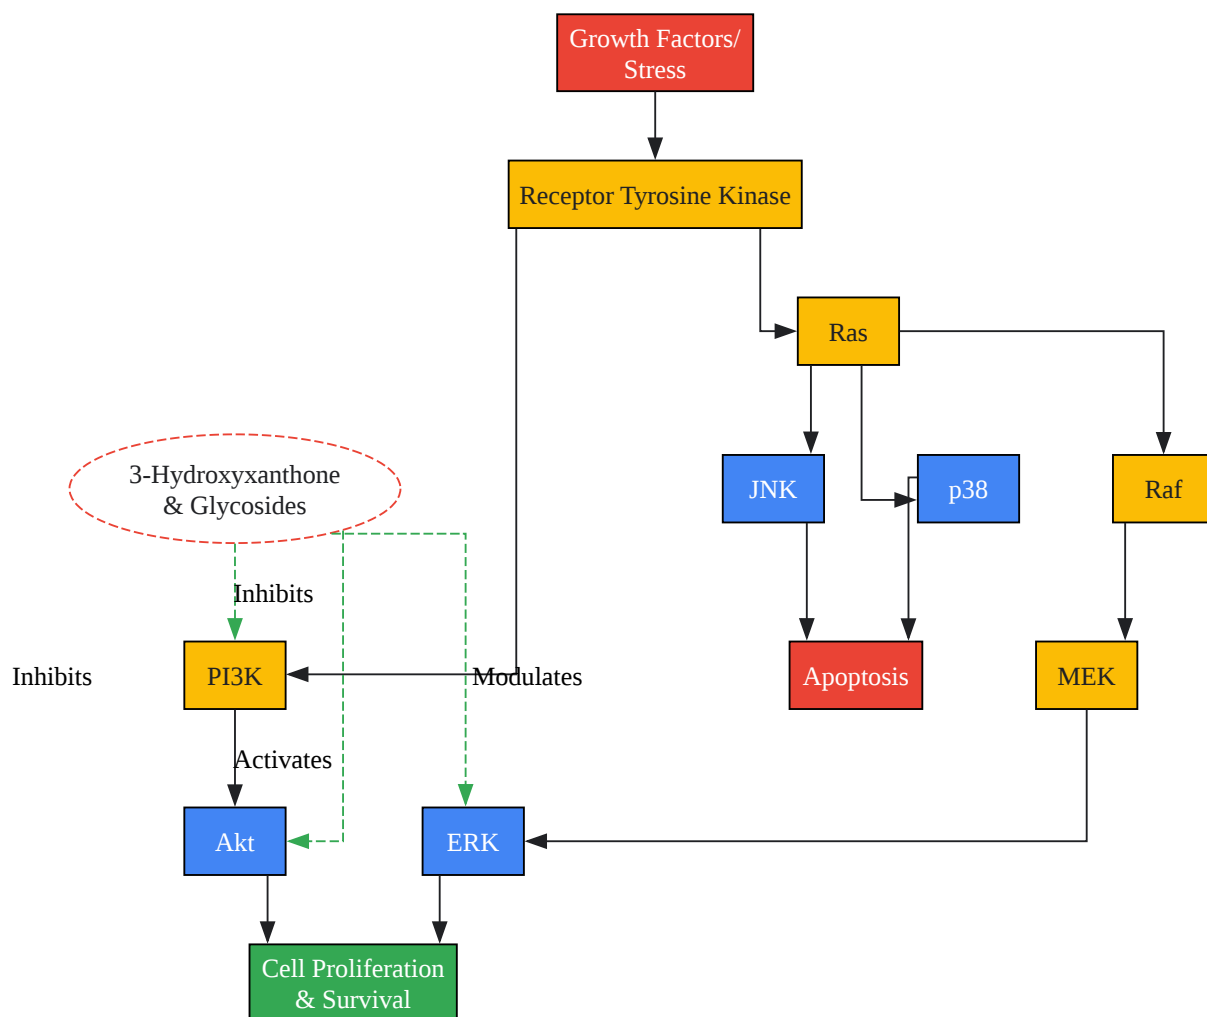 Growth Factors/
Stress
Receptor Tyrosine Kinase
Ras
3-Hydroxyxanthone
& Glycosides
JNK
p38
Raf
Inhibits
Inhibits
PI3K
Modulates
Apoptosis
MEK
Activates
Akt
ERK
Cell Proliferation
& Survival